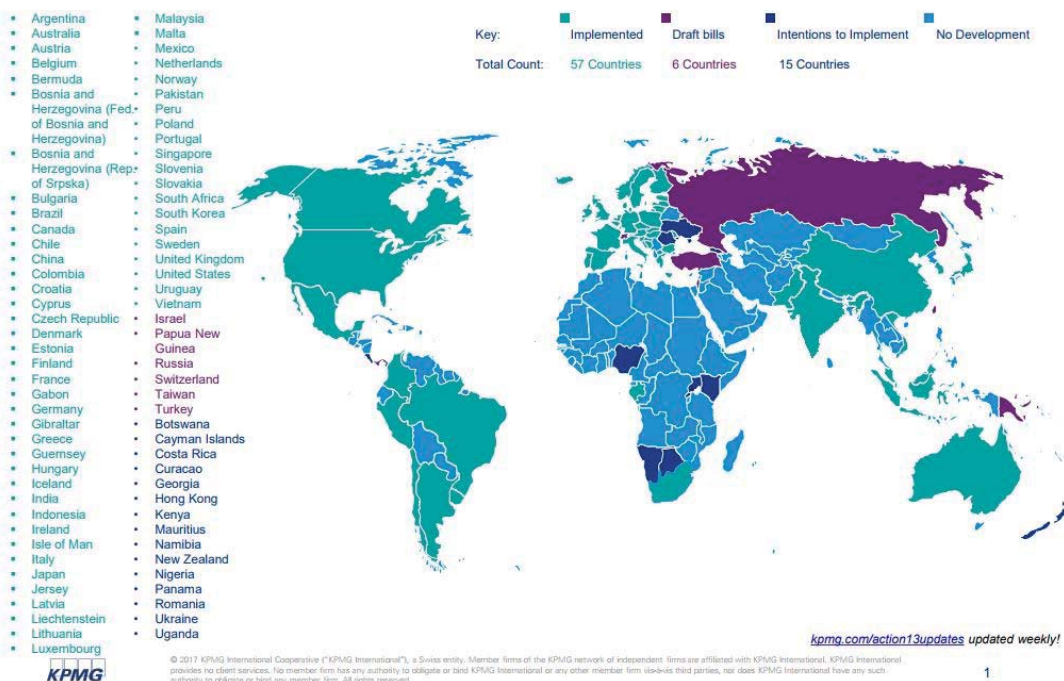 Argentina
Australia
Austria
Belgium
Bermuda
Bosnia and
Herzegovina (Fed.
of Bosnia and
Herzegovina)
Bosnia and
Herzegovina (Rep.
of Srpska)
Bulgaria
Brazil
Canada
Chile
China
Colombia
Croatia
Cyprus
Czech Republic
Denmark
Estonia
Finland
France
Gabon
Germany
Gibraltar
Greece
Guernsey
Hungary
Iceland
India
Indonesia
Ireland
Isle of Man
Italy
Japan
Jersey
Latvia
Liechtenstein
Lithuania
Luxembourg
Malaysia
Malta
Mexico
Netherlands
Norway
Pakistan
Peru
Poland
Portugal
Singapore
Slovenia
Slovakia
South Africa
South Korea
Spain
Sweden
United Kingdom
United States
Uruguay
Vietnam
Israel
Papua New
Guinea
Russia
Switzerland
Taiwan
Turkey
Botswana
Cayman Islands
Costa Rica
Curacao
Georgia
Hong Kong
Kenya
Mauritius
Namibia
New Zealand
Nigeria
Panama
Romania
Ukraine
Uganda
Key: Implemented Draft bills Intentions to Implement No Development
Total Count: 57 Countries 6 Countries 15 Countries
kpmg.com/action13updates updated weekly!
KPMG
© 2017 KPMG International Cooperative ("KPMG International"), a Swiss entity. Member firms of the KPMG network of independent firms are affiliated with KPMG International. KPMG International
provides no client services. No member firm has any authority to obligate or bind KPMG International or any other member firm vis-à-vis third parties, nor does KPMG International have any such
authority to obligate or bind any member firm. All rights reserved.
1